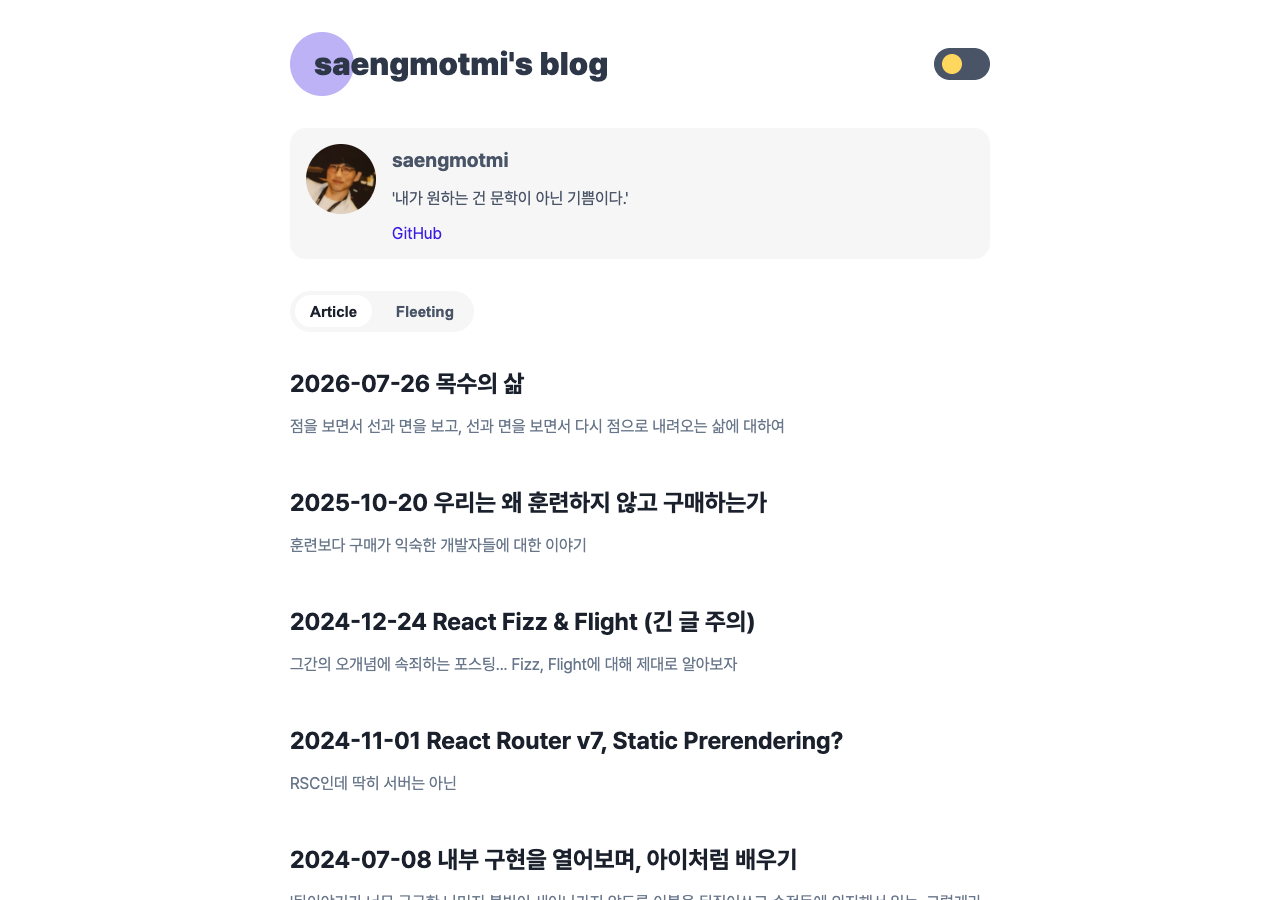 saengmotmi's blog
saengmotmi
'내가 원하는 건 문학이 아닌 기쁨이다.'
GitHub
Article
Fleeting
2026-07-26 목수의 삶
점을 보면서 선과 면을 보고, 선과 면을 보면서 다시 점으로 내려오는 삶에 대하여
2025-10-20 우리는 왜 훈련하지 않고 구매하는가
훈련보다 구매가 익숙한 개발자들에 대한 이야기
2024-12-24 React Fizz & Flight (긴 글 주의)
그간의 오개념에 속죄하는 포스팅... Fizz, Flight에 대해 제대로 알아보자
2024-11-01 React Router v7, Static Prerendering?
RSC인데 딱히 서버는 아닌
2024-07-08 내부 구현을 열어보며, 아이처럼 배우기